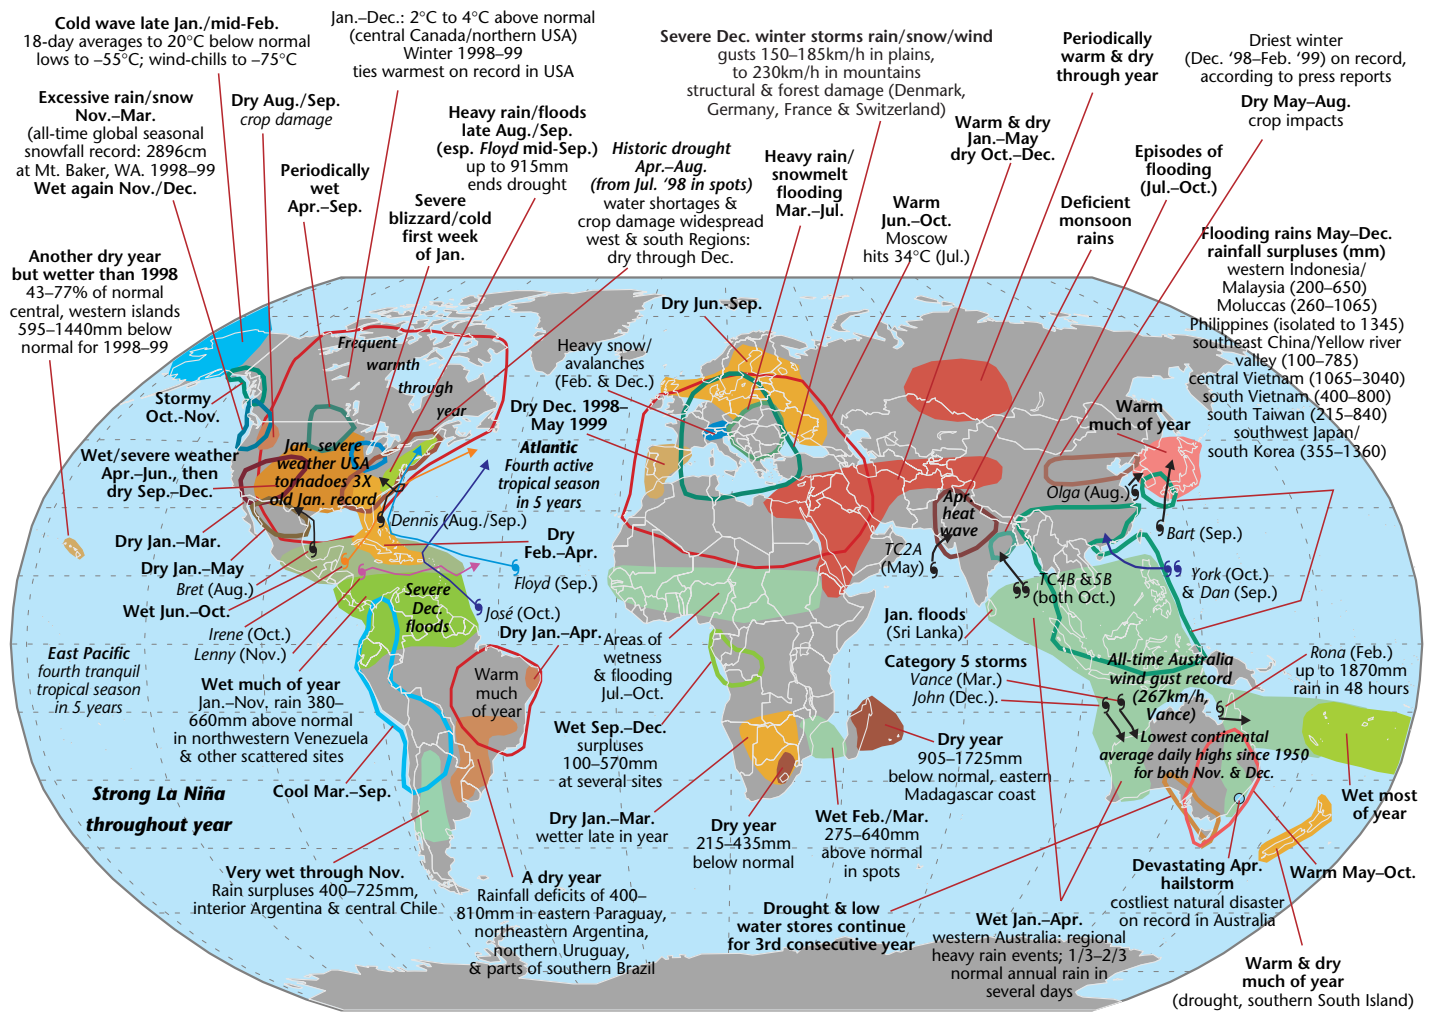 Cold wave late Jan./mid-Feb.
18-day averages to 20°C below normal
lows to –55°C; wind-chills to –75°C
Jan.–Dec.: 2°C to 4°C above normal
(central Canada/northern USA)
Winter 1998–99
ties warmest on record in USA
Severe Dec. winter storms rain/snow/wind
gusts 150–185km/h in plains,
to 230km/h in mountains
structural & forest damage (Denmark,
Germany, France & Switzerland)
Periodically
warm & dry
through year
Driest winter
(Dec. ‘98–Feb. ‘99) on record,
according to press reports
Dry May–Aug.
crop impacts
Excessive rain/snow
Nov.–Mar.
(all-time global seasonal
snowfall record: 2896cm
at Mt. Baker, WA. 1998–99
Wet again Nov./Dec.
Dry Aug./Sep.
crop damage
Periodically
wet
Apr.–Sep.
Heavy rain/floods
late Aug./Sep.
(esp. Floyd mid-Sep.)
up to 915mm
ends drought
Severe
blizzard/cold
first week
of Jan.
Historic drought
Apr.–Aug.
(from Jul. ‘98 in spots)
water shortages &
crop damage widespread
west & south Regions:
dry through Dec.
Heavy rain/
snowmelt
flooding
Mar.–Jul.
Warm & dry
Jan.–May
dry Oct.–Dec.
Warm
Jun.–Oct.
Moscow
hits 34°C (Jul.)
Episodes of
flooding
(Jul.–Oct.)
Deficient
monsoon
rains
Flooding rains May–Dec.
rainfall surpluses (mm)
western Indonesia/
Malaysia (200–650)
Moluccas (260–1065)
Philippines (isolated to 1345)
southeast China/Yellow river
valley (100–785)
central Vietnam (1065–3040)
south Vietnam (400–800)
south Taiwan (215–840)
southwest Japan/
south Korea (355–1360)
Another dry year
but wetter than 1998
43–77% of normal
central, western islands
595–1440mm below
normal for 1998–99
Dry Jun.-Sep.
Frequent
warmth
through
year
Heavy snow/
avalanches
(Feb. & Dec.)
Stormy
Oct.-Nov.
Dry Dec. 1998–
May 1999
Warm
much of year
Wet/severe weather
Apr.–Jun., then
dry Sep.–Dec.
Jan. severe
weather USA
tornadoes 3X
old Jan. record
Atlantic
Fourth active
tropical season
in 5 years
Apr.
heat
wave
Olga (Aug.)
Dennis (Aug./Sep.)
Bart (Sep.)
Dry Jan.–Mar.
Dry
Feb.–Apr.
TC2A
(May)
Dry Jan.–May
Bret (Aug.)
Floyd (Sep.)
TC4B & 5B
(both Oct.)
York (Oct.)
& Dan (Sep.)
Wet Jun.–Oct.
Severe
Dec.
floods
José (Oct.)
Jan. floods
(Sri Lanka)
Irene (Oct.)
Lenny (Nov.)
Dry Jan.–Apr.
Areas of
wetness
& flooding
Jul.–Oct.
East Pacific
fourth tranquil
tropical season
in 5 years
Warm
much
of year
Category 5 storms
Vance (Mar.)
John (Dec.)
All-time Australia
wind gust record
(267km/h,
Vance)
Rona (Feb.)
up to 1870mm
rain in 48 hours
Wet much of year
Jan.–Nov. rain 380–
660mm above normal
in northwestern Venezuela
& other scattered sites
Wet Sep.–Dec.
surpluses
100–570mm
at several sites
Dry year
905–1725mm
below normal, eastern
Madagascar coast
Lowest continental
average daily highs since 1950
for both Nov. & Dec.
Cool Mar.–Sep.
Strong La Niña
throughout year
Wet most
of year
Dry Jan.–Mar.
wetter late in year
Dry year
215–435mm
below normal
Wet Feb./Mar.
275–640mm
above normal
in spots
Very wet through Nov.
Rain surpluses 400–725mm,
interior Argentina & central Chile
A dry year
Rainfall deficits of 400–
810mm in eastern Paraguay,
northeastern Argentina,
northern Uruguay,
& parts of southern Brazil
Drought & low
water stores continue
for 3rd consecutive year
Wet Jan.–Apr.
western Australia: regional
heavy rain events; 1/3–2/3
normal annual rain in
several days
Devastating Apr.
hailstorm
costliest natural disaster
on record in Australia
Warm May–Oct.
Warm & dry
much of year
(drought, southern South Island)